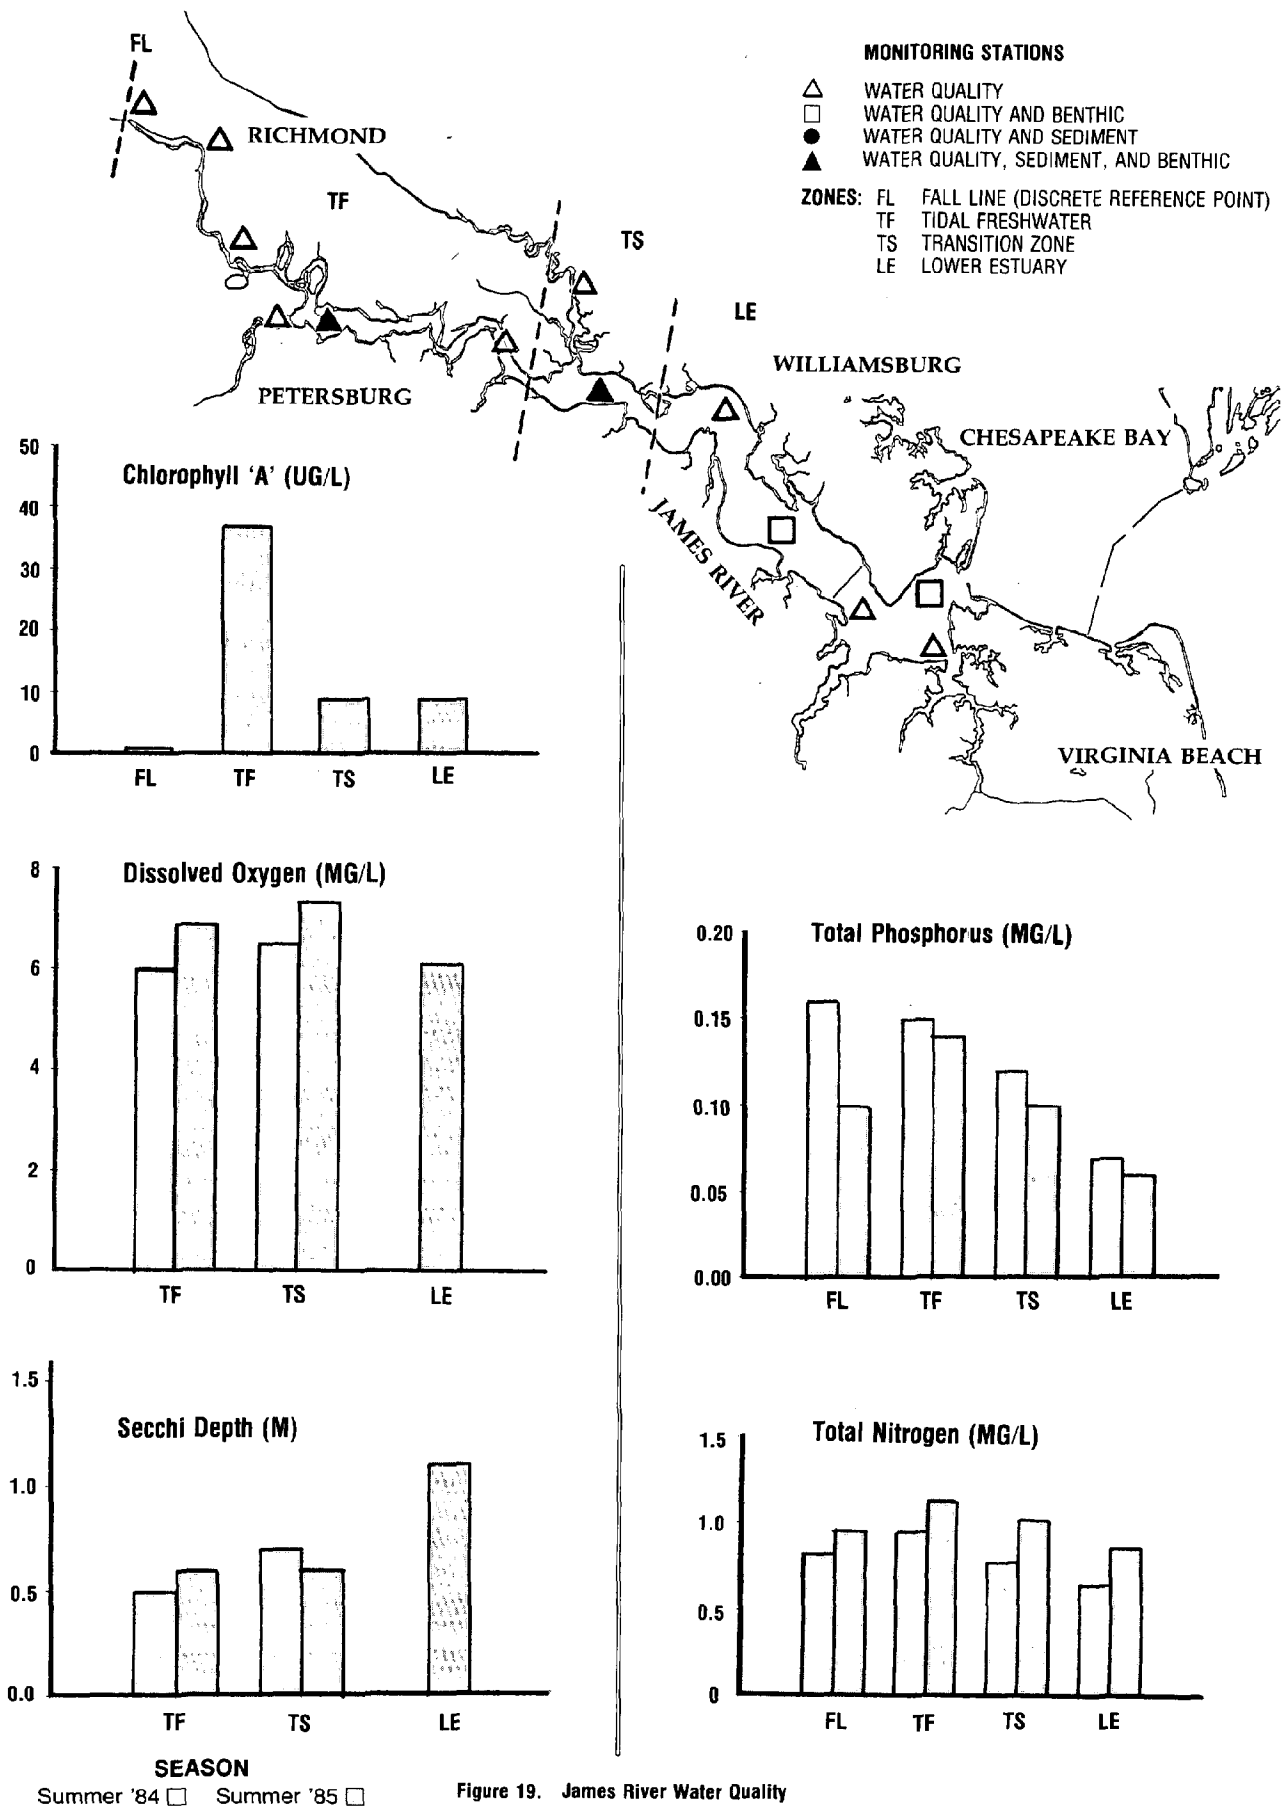 FL
MONITORING STATIONS
WATER QUALITY
WATER QUALITY AND BENTHIC
WATER QUALITY AND SEDIMENT
WATER QUALITY, SEDIMENT, AND BENTHIC
RICHMOND
ZONES: FL FALL LINE (DISCRETE REFERENCE POINT)
TF TIDAL FRESHWATER
TS TRANSITION ZONE
LE LOWER ESTUARY
TF
TS
LE
WILLIAMSBURG
PETERSBURG
CHESAPEAKE BAY
JAMES RIVER
VIRGINIA BEACH
Chlorophyll 'A' (UG/L)
50
40
30
20
10
0
FL TF TS LE
Dissolved Oxygen (MG/L)
8
6
4
2
0
TF TS LE
Total Phosphorus (MG/L)
0.20
0.15
0.10
0.05
0.00
FL TF TS LE
Secchi Depth (M)
1.5
1.0
0.5
0.0
TF TS LE
Total Nitrogen (MG/L)
1.5
1.0
0.5
0
FL TF TS LE
SEASON
Summer '84 Summer '85
Figure 19. James River Water Quality